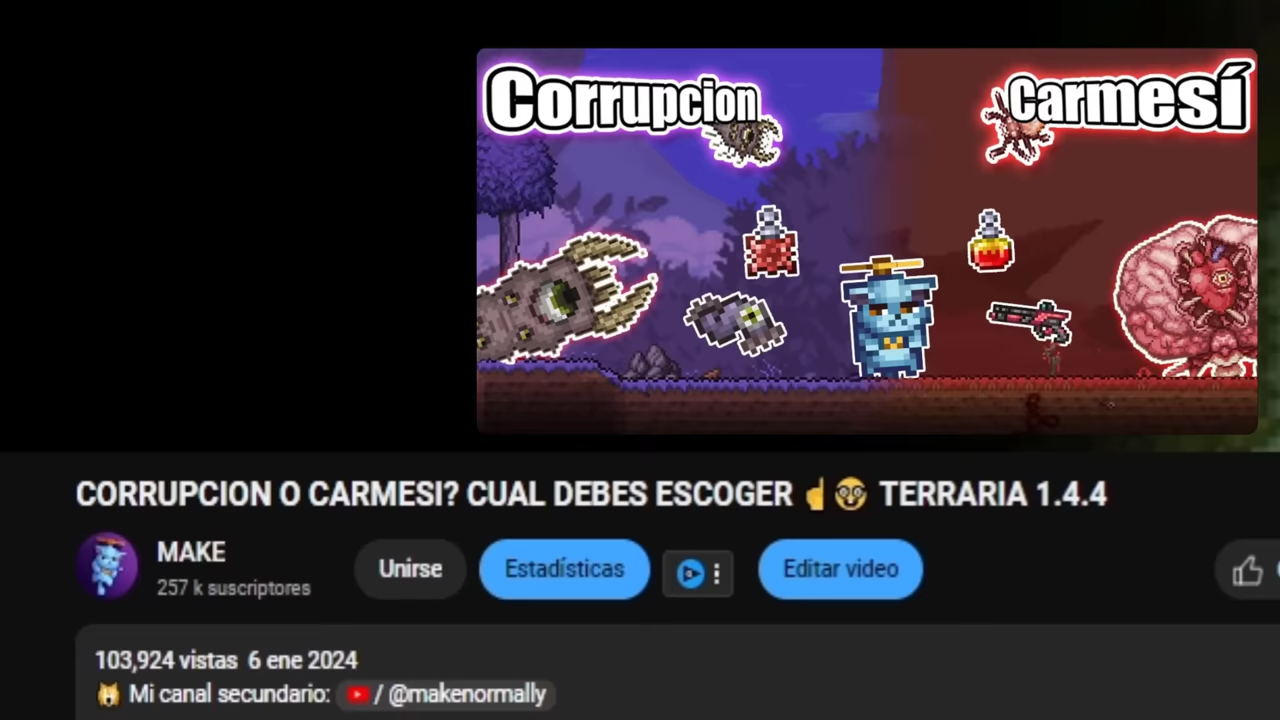 Corrupcion
Carmesí
CORRUPCION O CARMESI? CUAL DEBES ESCOGER ☝️🤓 TERRARIA 1.4.4
MAKE
257 k suscriptores
Unirse
Estadísticas
Editar video
103,924 vistas 6 ene 2024
🙀 Mi canal secundario: / @makenormally